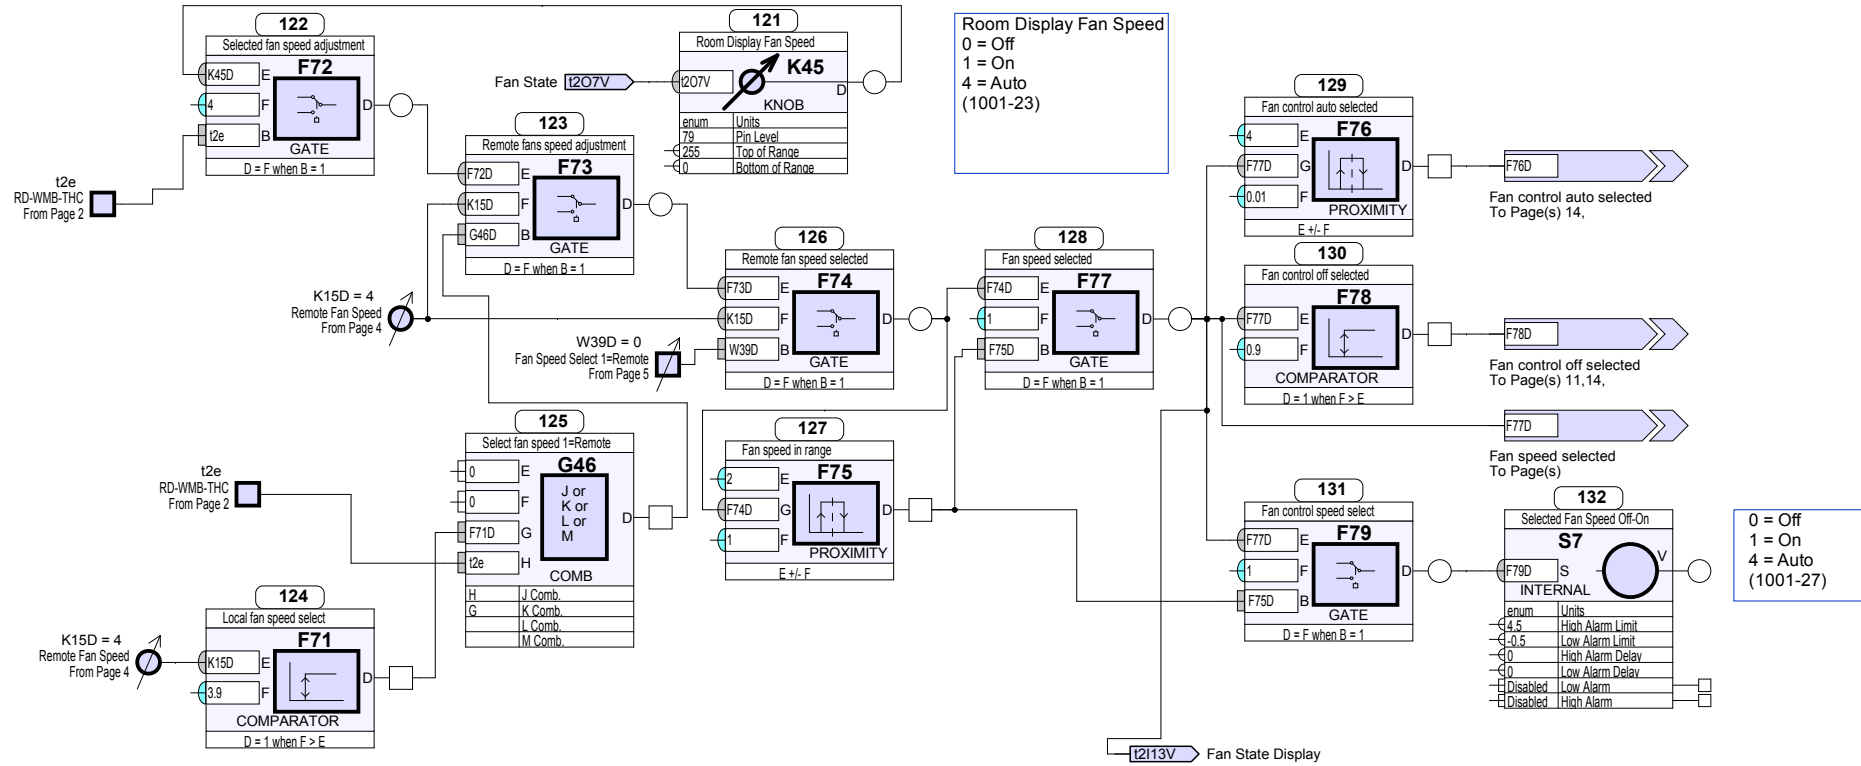 122
Selected fan speed adjustment
F72
K45D E
4 F
t2e B
D
GATE
D = F when B = 1
t2e
RD-WMB-THC
From Page 2
121
Room Display Fan Speed
Fan State t2O7V
t2O7V
K45
D
KNOB
enum Units
79 Pin Level
255 Top of Range
0 Bottom of Range
Room Display Fan Speed
0 = Off
1 = On
4 = Auto
(1001-23)
123
Remote fans speed adjustment
F73
F72D E
K15D F
G46D B
D
GATE
D = F when B = 1
K15D = 4
Remote Fan Speed
From Page 4
126
Remote fan speed selected
F74
F73D E
K15D F
W39D B
D
GATE
D = F when B = 1
W39D = 0
Fan Speed Select 1=Remote
From Page 5
128
Fan speed selected
F77
F74D E
1 F
F75D B
D
GATE
D = F when B = 1
129
Fan control auto selected
F76
4 E
F77D G
0.01 F
D
PROXIMITY
E +/- F
F76D
Fan control auto selected
To Page(s) 14,
130
Fan control off selected
F78
F77D E
0.9 F
D
COMPARATOR
D = 1 when F > E
F78D
Fan control off selected
To Page(s) 11,14,
F77D
Fan speed selected
To Page(s)
125
Select fan speed 1=Remote
G46
0 E
0 F
F71D G
t2e H
J or
K or
L or
M
D
COMB
H J Comb.
G K Comb.
L Comb.
M Comb.
t2e
RD-WMB-THC
From Page 2
127
Fan speed in range
F75
2 E
F74D G
1 F
D
PROXIMITY
E +/- F
124
Local fan speed select
F71
K15D E
3.9 F
D
COMPARATOR
D = 1 when F > E
K15D = 4
Remote Fan Speed
From Page 4
131
Fan control speed select
F79
F77D E
1 F
F75D B
D
GATE
D = F when B = 1
132
Selected Fan Speed Off-On
S7
V
F79D S
INTERNAL
enum Units
4.5 High Alarm Limit
-0.5 Low Alarm Limit
0 High Alarm Delay
0 Low Alarm Delay
Disabled Low Alarm
Disabled High Alarm
0 = Off
1 = On
4 = Auto
(1001-27)
t2I13V Fan State Display